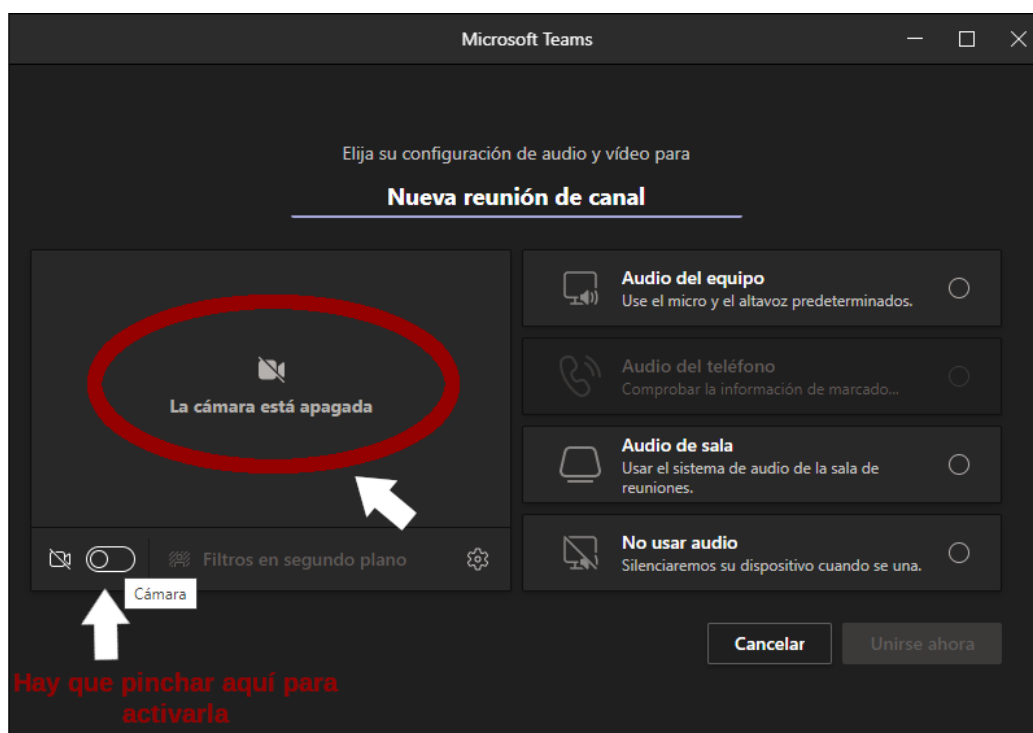 Microsoft Teams
Elija su configuración de audio y vídeo para
Nueva reunión de canal
La cámara está apagada
Filtros en segundo plano
Cámara
Hay que pinchar aquí para
activarla
Audio del equipo
Use el micro y el altavoz predeterminados.
Audio del teléfono
Comprobar la información de marcado...
Audio de sala
Usar el sistema de audio de la sala de
reuniones.
No usar audio
Silenciaremos su dispositivo cuando se una.
Cancelar
Unirse ahora